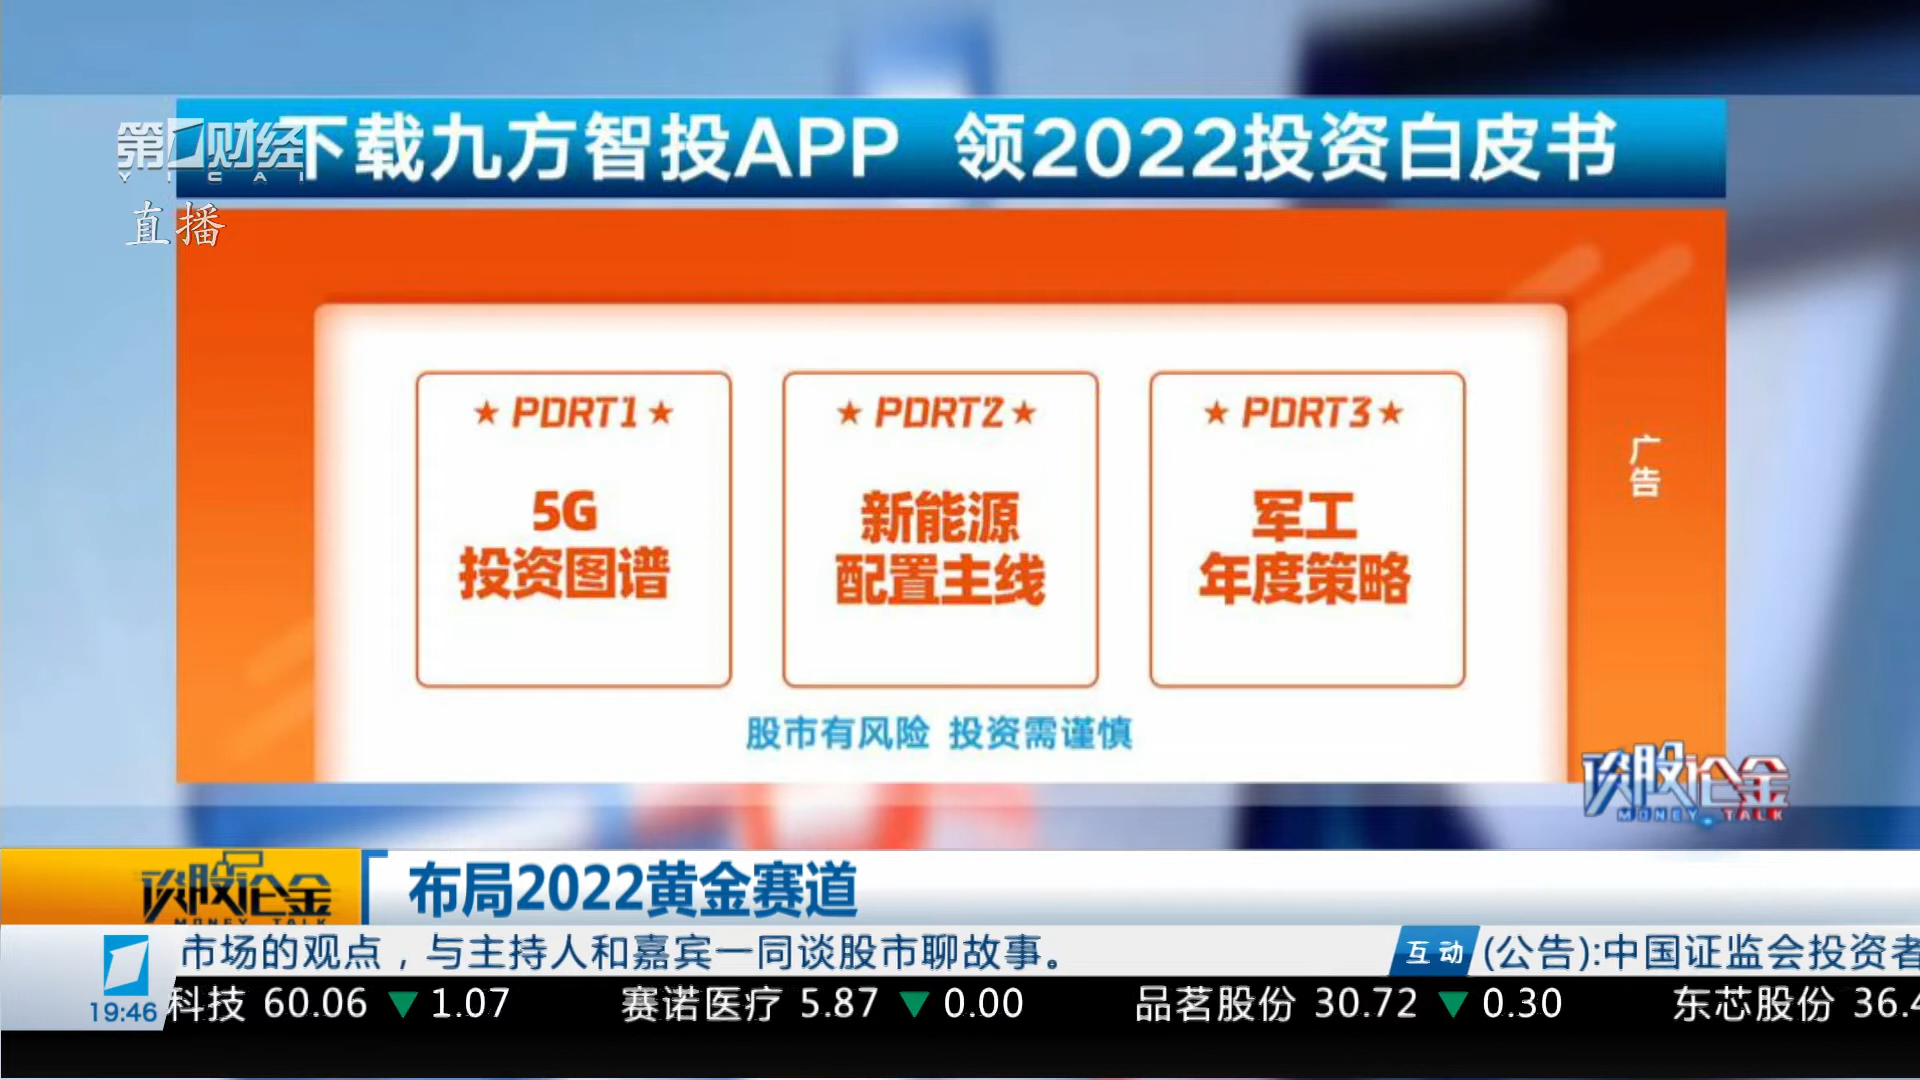 第一财经
YICAI
直播
下载九方智投APP 领2022投资白皮书
PDRT1
5G
投资图谱
PDRT2
新能源
配置主线
PDRT3
军工
年度策略
广告
股市有风险 投资需谨慎
谈股论金
MONEY TALK
谈股论金
MONEY TALK
布局2022黄金赛道
市场的观点，与主持人和嘉宾一同谈股市聊故事。
互动
(公告):中国证监会投资者
19:46
科技 60.06 ▼ 1.07 赛诺医疗 5.87 ▼ 0.00 品茗股份 30.72 ▼ 0.30 东芯股份 36.4